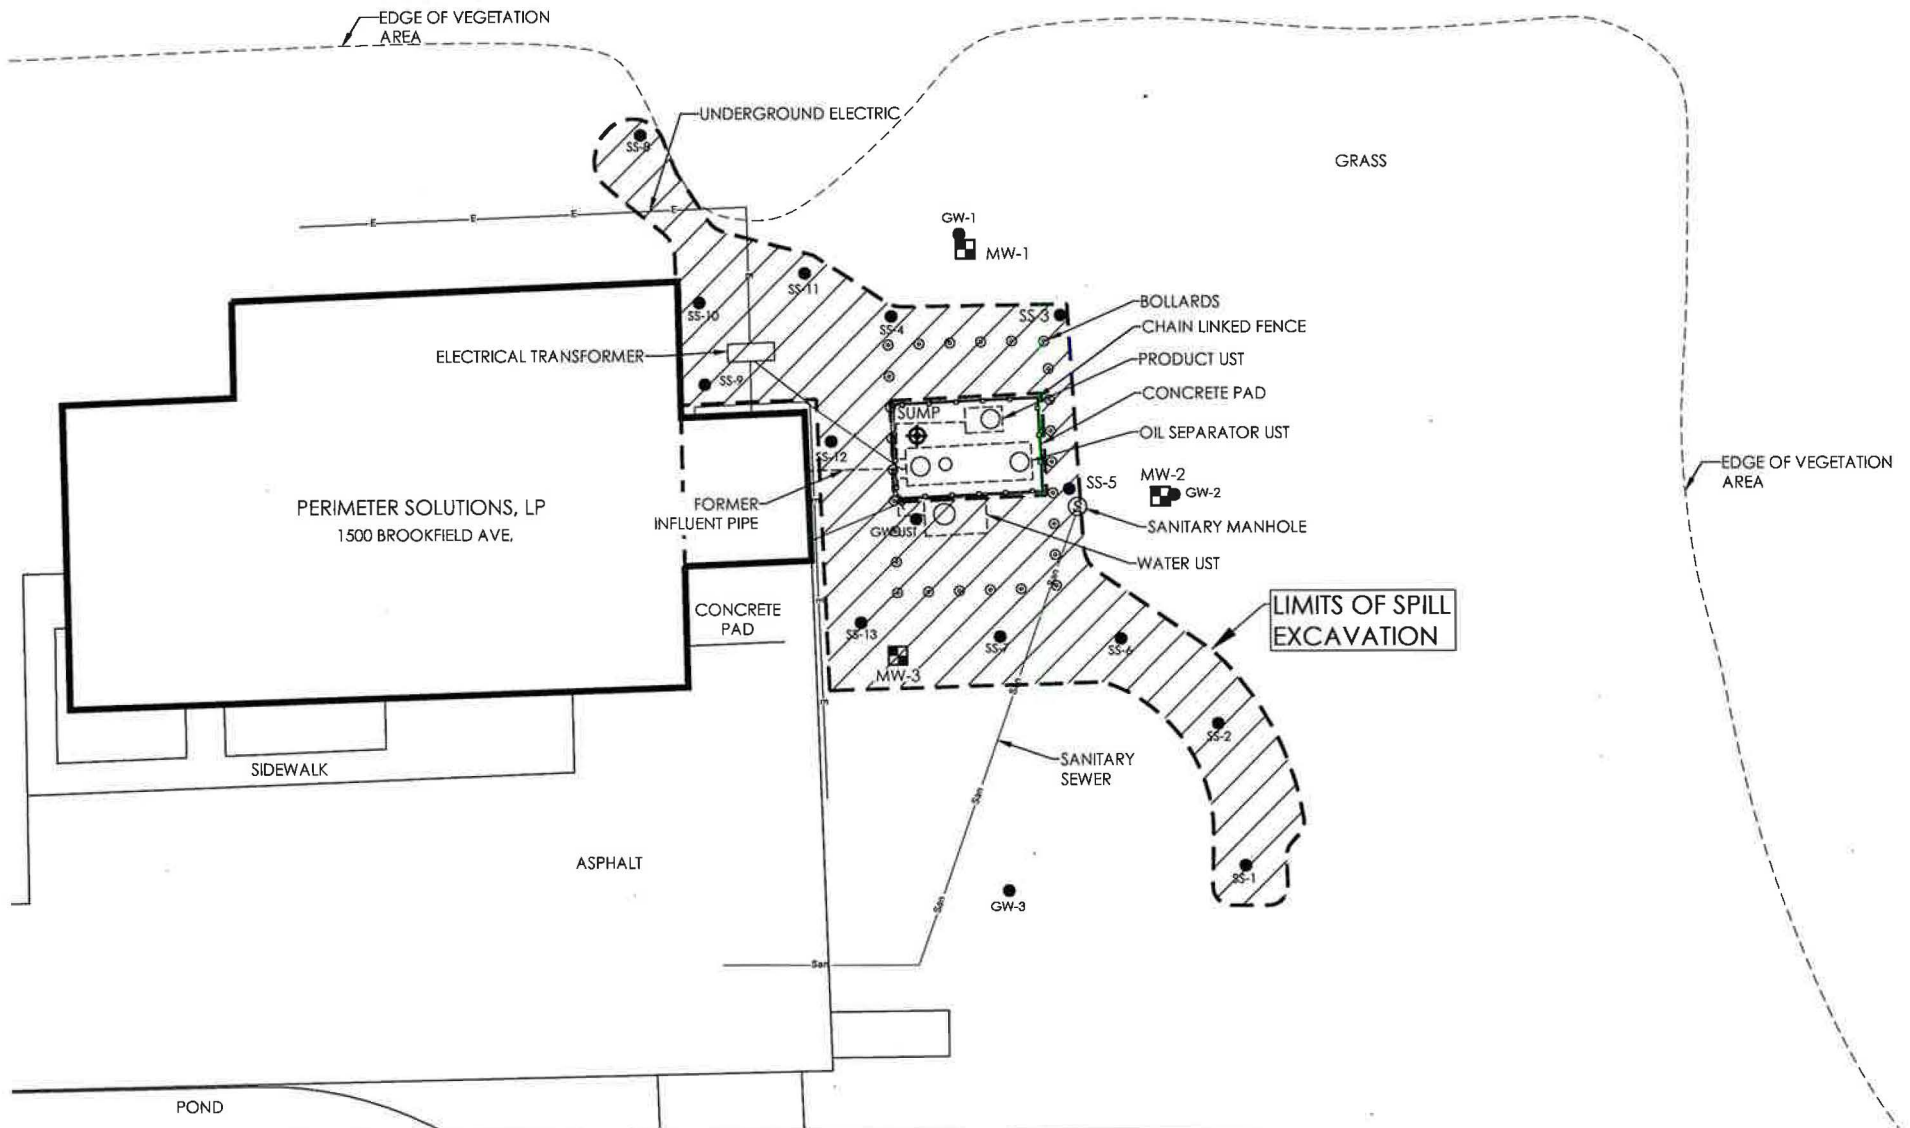 EDGE OF VEGETATION
AREA
UNDERGROUND ELECTRIC
SS-8
GRASS
E
E
E
E
GW-1
MW-1
E
SS-11
SS-10
SS-4
SS-3
BOLLARDS
CHAIN LINKED FENCE
ELECTRICAL TRANSFORMER
PRODUCT UST
SS-9
CONCRETE PAD
SUMP
OIL SEPARATOR UST
SS-12
EDGE OF VEGETATION
AREA
MW-2
SS-5
GW-2
PERIMETER SOLUTIONS, LP
1500 BROOKFIELD AVE.
FORMER
INFLUENT PIPE
GW-UST
S
SANITARY MANHOLE
WATER UST
San
LIMITS OF SPILL
EXCAVATION
CONCRETE
PAD
E
SS-13
SS-7
SS-6
MW-3
E
SS-2
SANITARY
SEWER
SIDEWALK
San
ASPHALT
SS-1
San
GW-3
San
POND